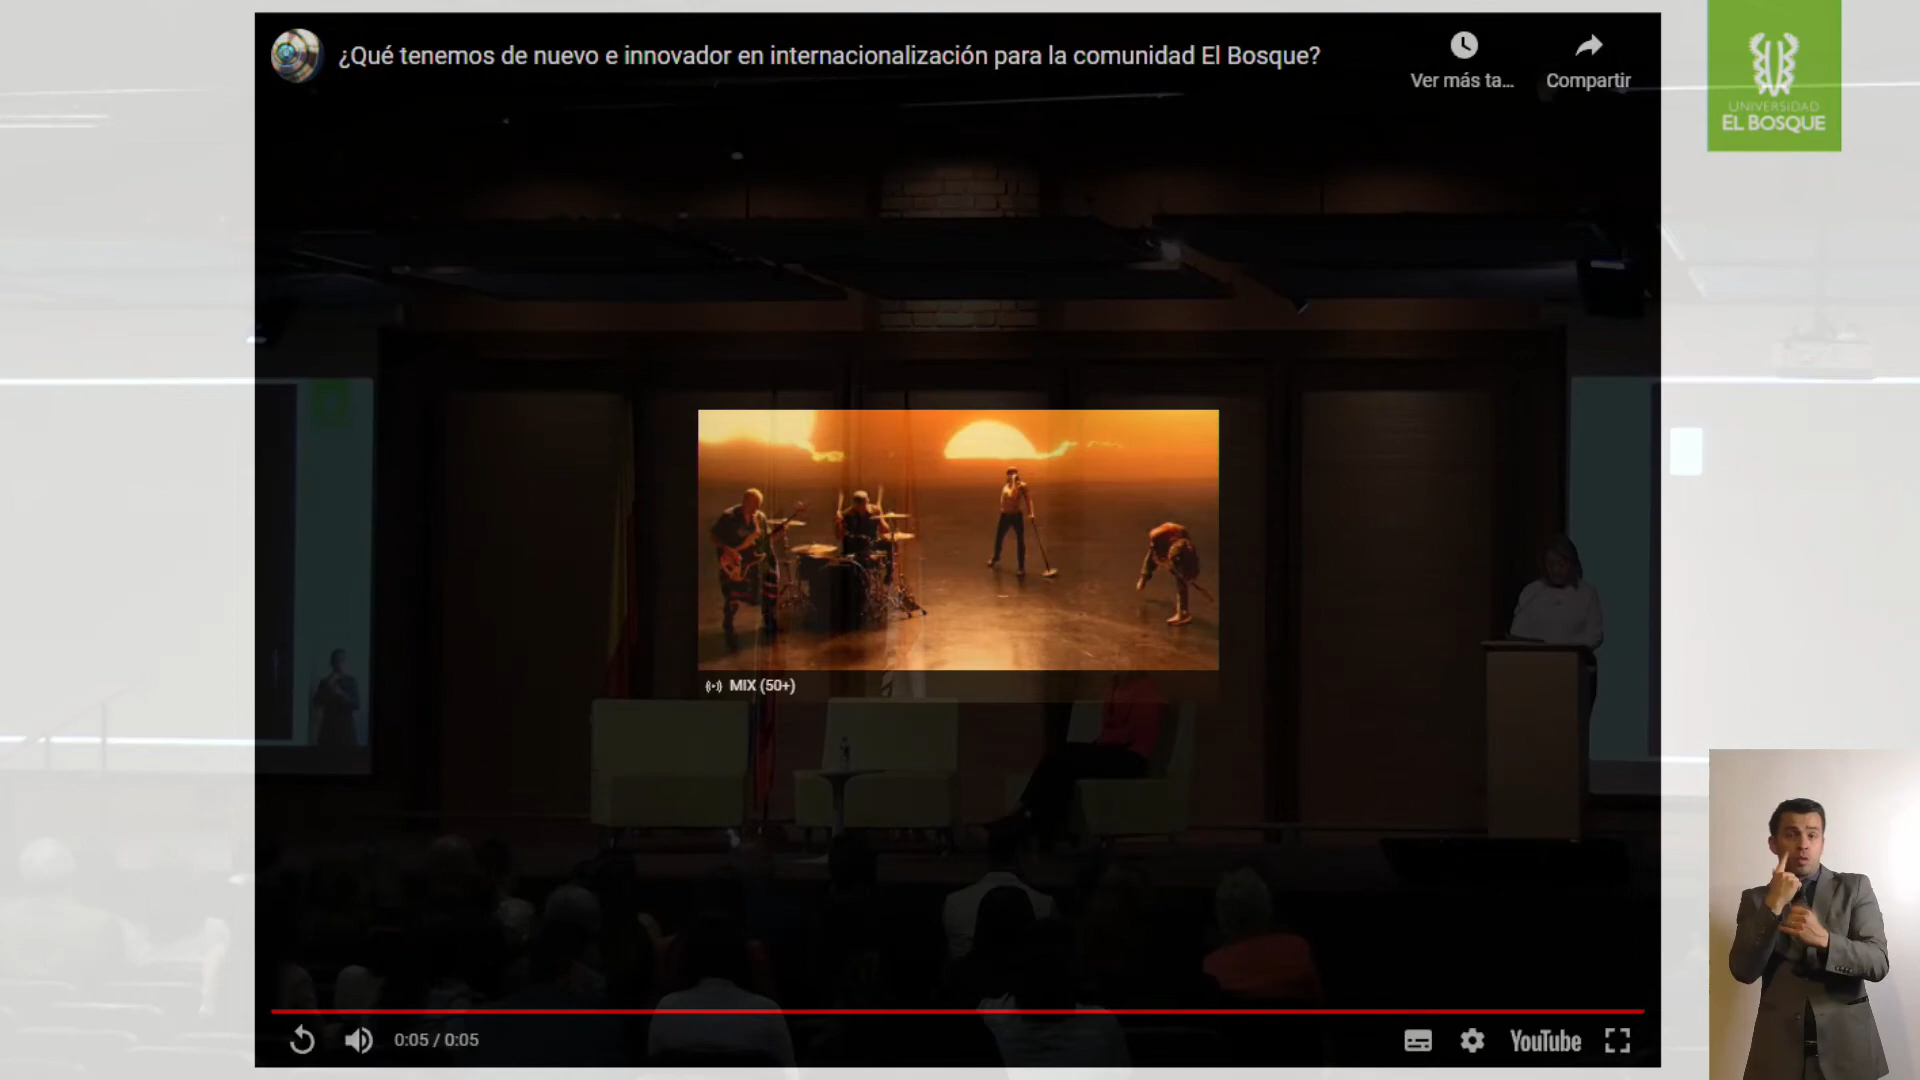 ¿Qué tenemos de nuevo e innovador en internacionalización para la comunidad El Bosque?
Ver más ta...
Compartir
UNIVERSIDAD
EL BOSQUE
MIX (50+)
0:05 / 0:05
YouTube